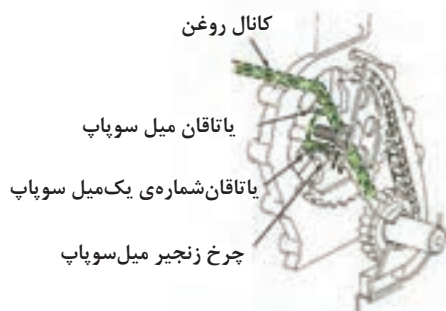 کانال روغن
یاتاقان میل سوپاپ
یاتاقان‌شماره‌ی یک‌میل سوپاپ
چرخ زنجیر میل‌سوپاپ